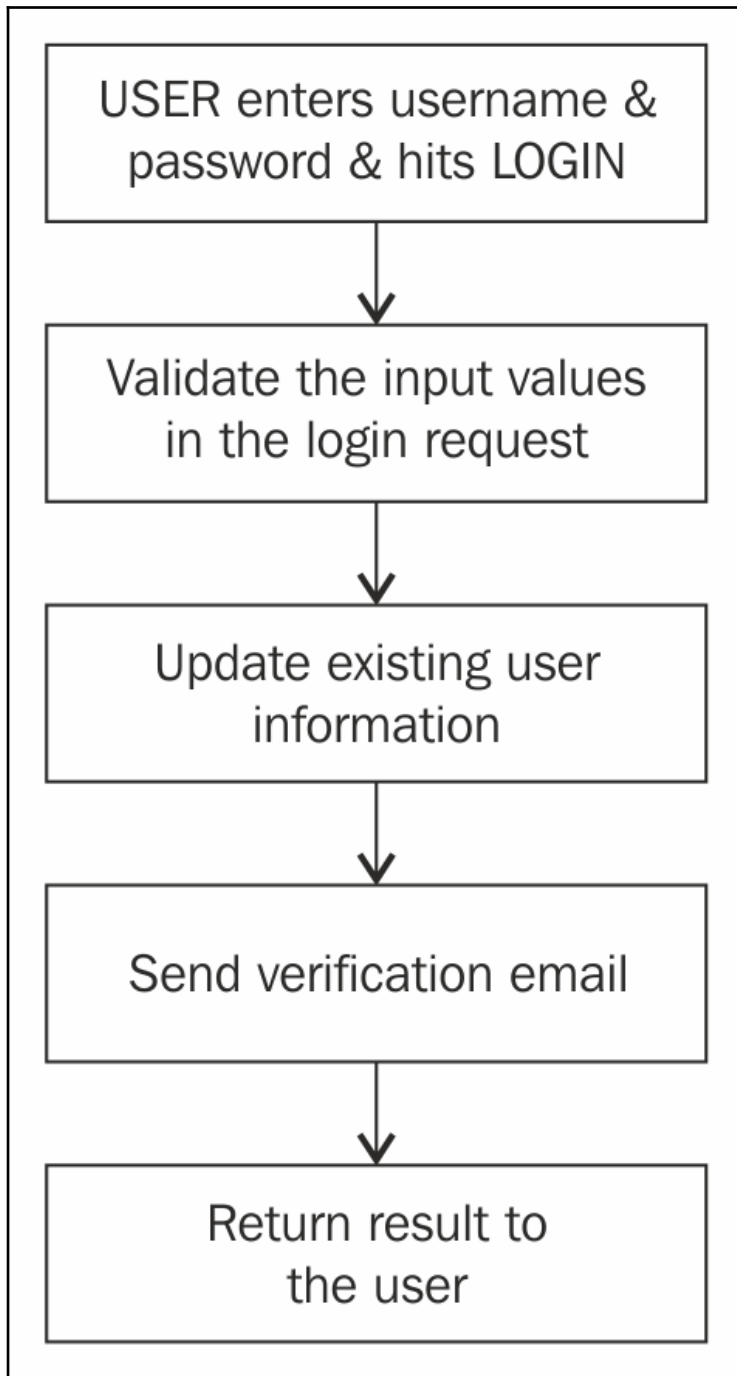 USER enters username &
password & hits LOGIN
Validate the input values
in the login request
Update existing user
information
Send verification email
Return result to
the user